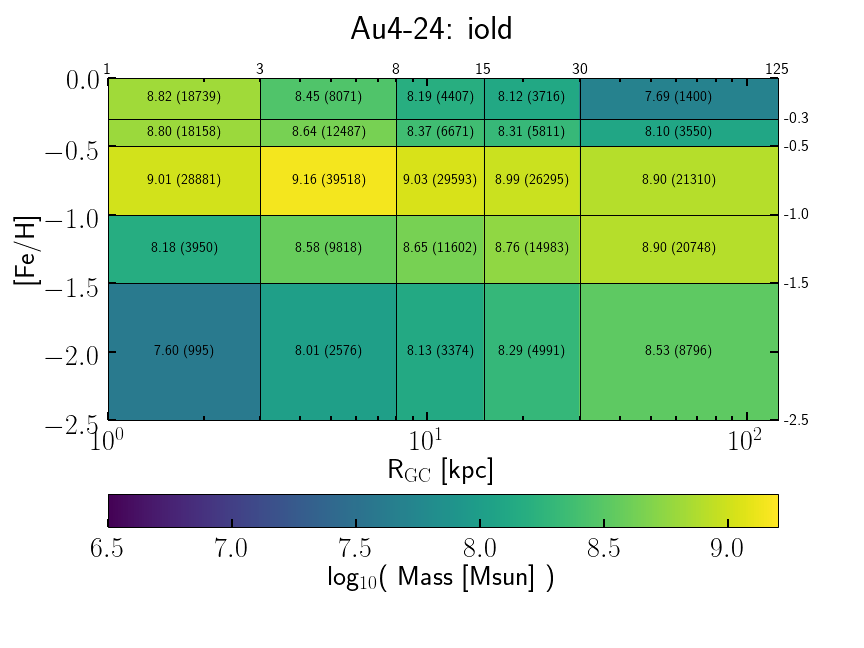 Au4-24: iold
1 3 8 15 30 125
0.0
8.82 (18739) 8.45 (8071) 8.19 (4407) 8.12 (3716) 7.69 (1400)
-0.3
8.80 (18158) 8.64 (12487) 8.37 (6671) 8.31 (5811) 8.10 (3550)
−0.5 -0.5
9.01 (28881) 9.16 (39518) 9.03 (29593) 8.99 (26295) 8.90 (21310)
−1.0 -1.0
[Fe/H]
8.18 (3950) 8.58 (9818) 8.65 (11602) 8.76 (14983) 8.90 (20748)
−1.5 -1.5
7.60 (995) 8.01 (2576) 8.13 (3374) 8.29 (4991) 8.53 (8796)
−2.0
−2.5 -2.5
10⁰ 10¹ 10²
R_GC [kpc]
6.5 7.0 7.5 8.0 8.5 9.0
log₁₀( Mass [Msun] )